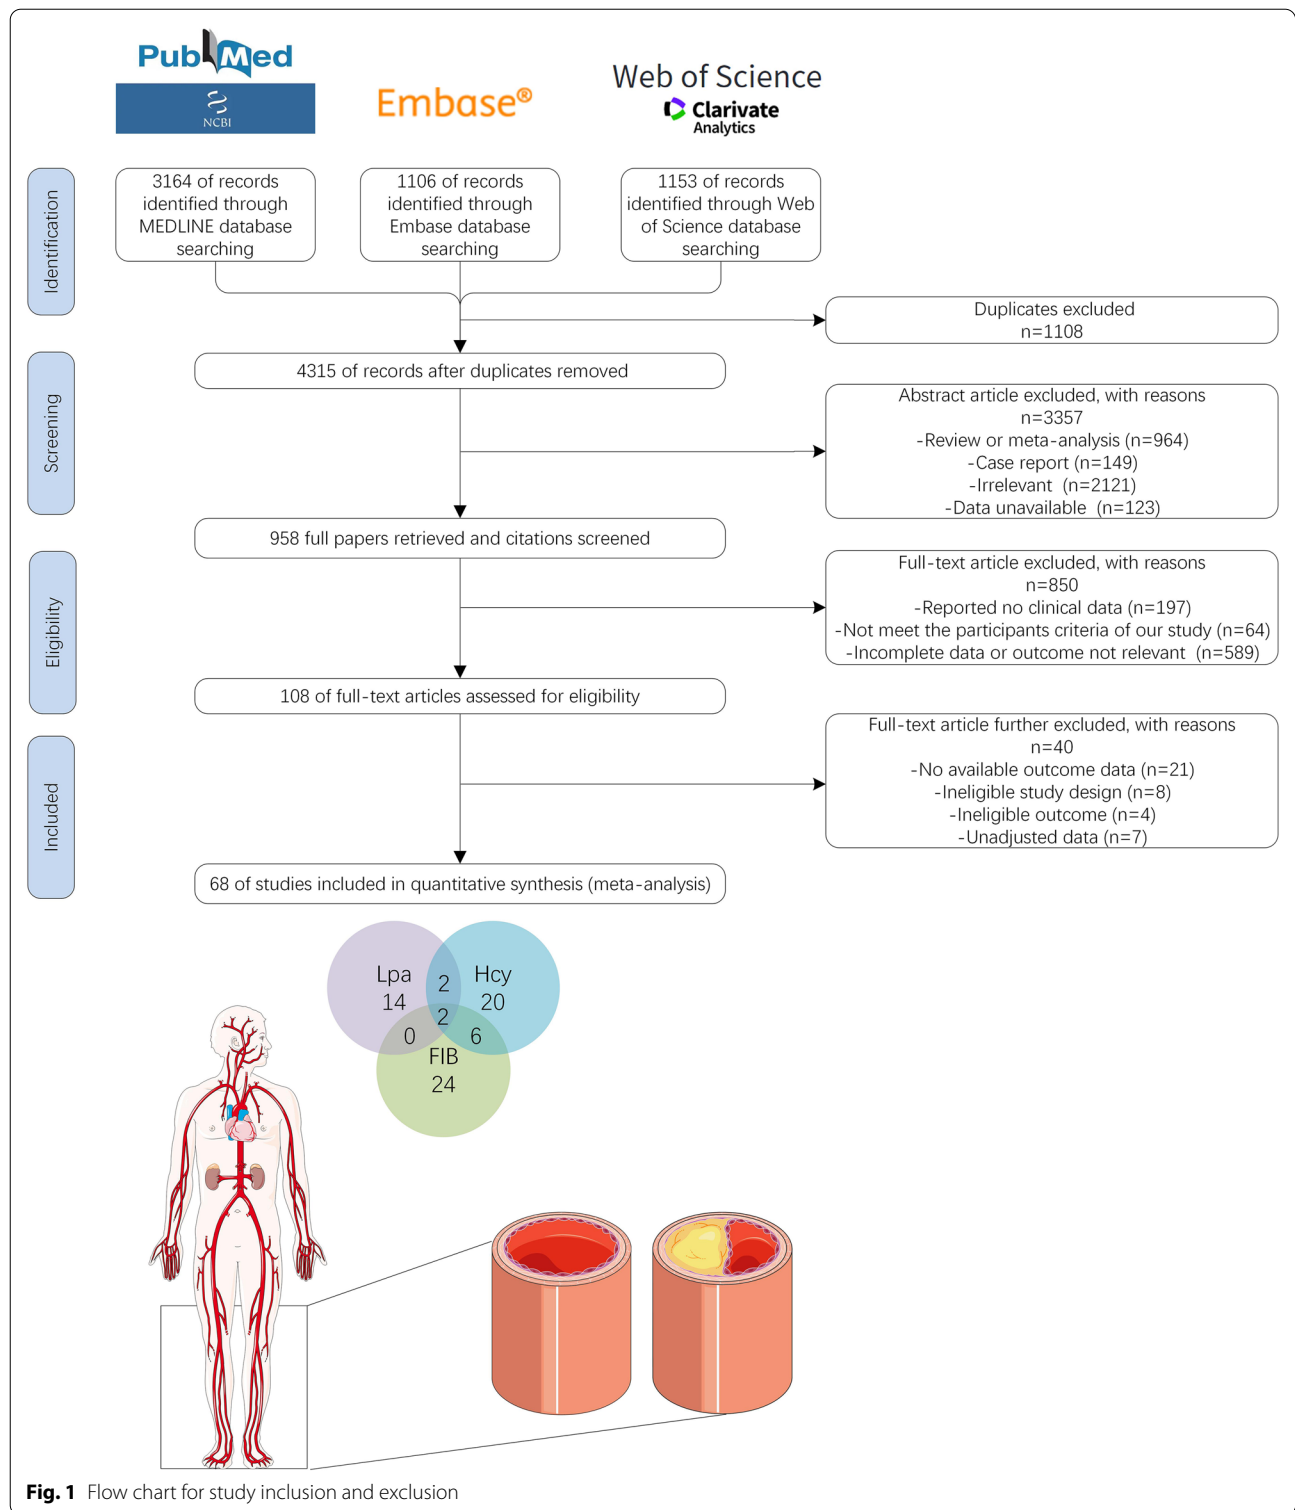 PubMed
NCBI
Embase®
Web of Science
Clarivate
Analytics
Identification
3164 of records
identified through
MEDLINE database
searching
1106 of records
identified through
Embase database
searching
1153 of records
identified through Web
of Science database
searching
Duplicates excluded
n=1108
Screening
4315 of records after duplicates removed
Abstract article excluded, with reasons
n=3357
-Review or meta-analysis (n=964)
-Case report (n=149)
-Irrelevant (n=2121)
-Data unavailable (n=123)
958 full papers retrieved and citations screened
Eligibility
Full-text article excluded, with reasons
n=850
-Reported no clinical data (n=197)
-Not meet the participants criteria of our study (n=64)
-Incomplete data or outcome not relevant (n=589)
108 of full-text articles assessed for eligibility
Included
Full-text article further excluded, with reasons
n=40
-No available outcome data (n=21)
-Ineligible study design (n=8)
-Ineligible outcome (n=4)
-Unadjusted data (n=7)
68 of studies included in quantitative synthesis (meta-analysis)
Lpa
14
2
Hcy
20
2
0
6
FIB
24
Fig. 1 Flow chart for study inclusion and exclusion